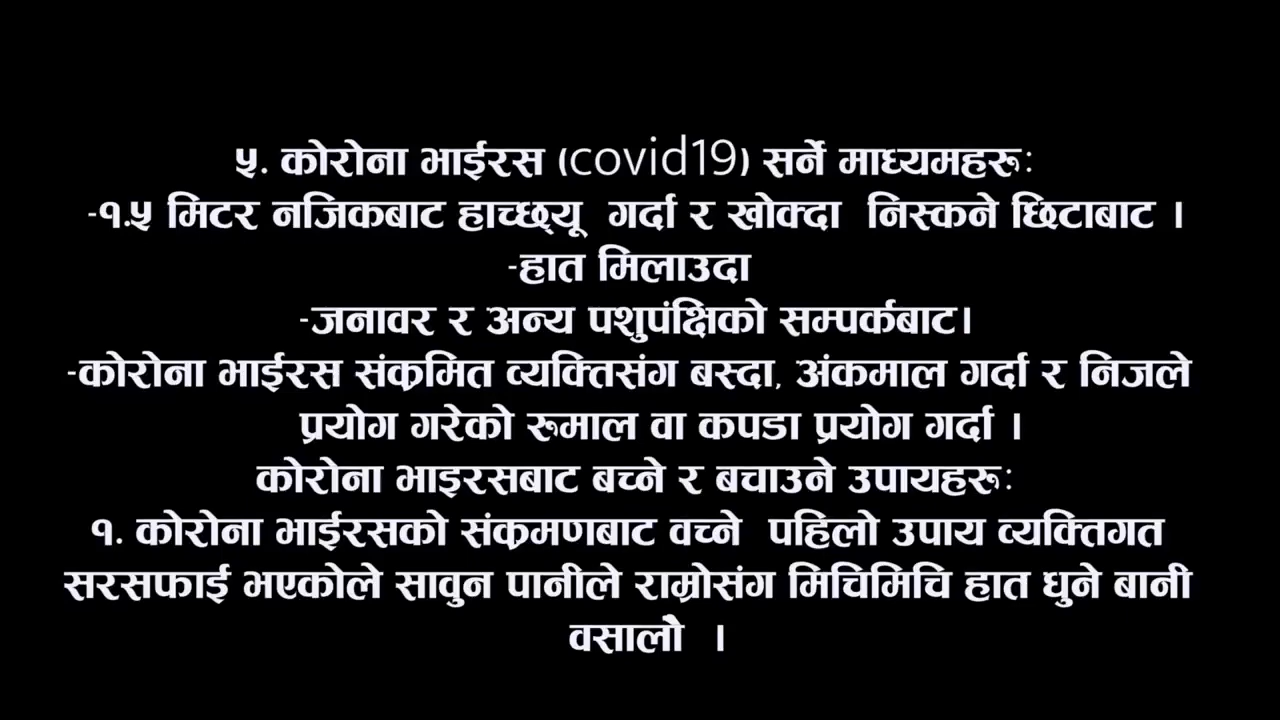 ५. कोरोना भाईरस (covid19) सर्ने माध्यमहरूः
-१.५ मिटर नजिकबाट हाच्छ्यू गर्दा र खोक्दा निस्कने छिटाबाट ।
-हात मिलाउदा
-जनावर र अन्य पशुपंक्षिको सम्पर्कबाट।
-कोरोना भाईरस संक्रमित व्यक्तिसंग बस्दा, अंकमाल गर्दा र निजले
प्रयोग गरेको रुमाल वा कपडा प्रयोग गर्दा ।
कोरोना भाइरसबाट बच्ने र बचाउने उपायहरूः
१. कोरोना भाईरसको संक्रमणबाट वच्ने पहिलो उपाय व्यक्तिगत
सरसफाई भएकोले सावुन पानीले राम्रोसंग मिचिमिचि हात धुने बानी
वसालौ ।